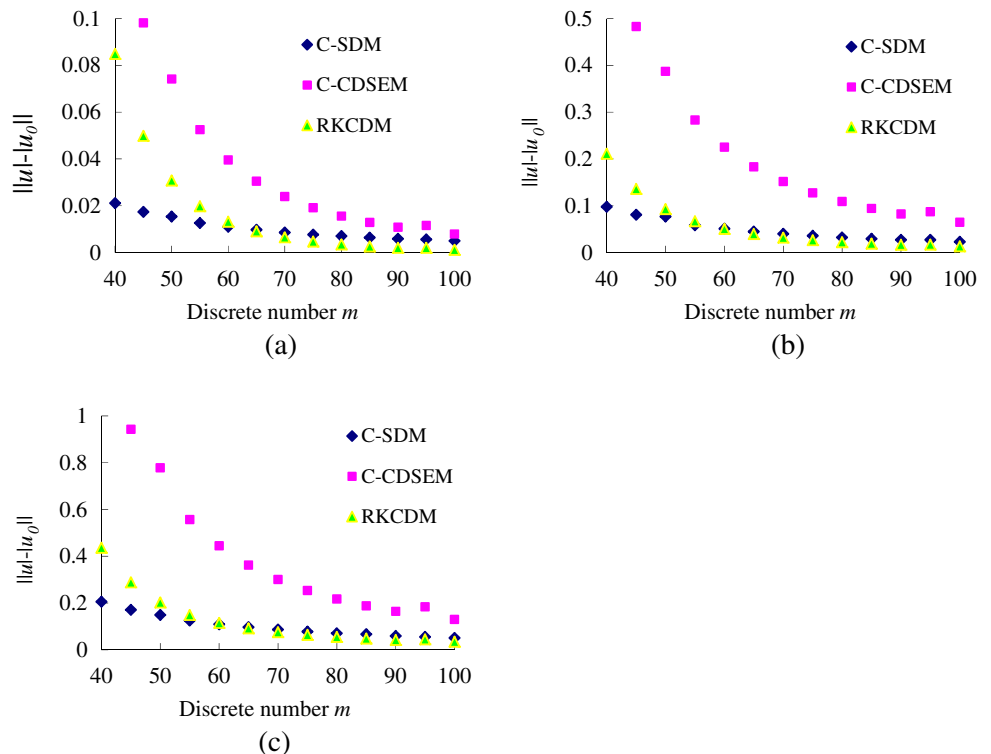 0.1
0.08
0.06
0.04
0.02
0
40 50 60 70 80 90 100
||u|-|u₀||
Discrete number m
C-SDM
C-CDSEM
RKCDM
(a)
0.5
0.4
0.3
0.2
0.1
0
40 50 60 70 80 90 100
||u|-|u₀||
Discrete number m
C-SDM
C-CDSEM
RKCDM
(b)
1
0.8
0.6
0.4
0.2
0
40 50 60 70 80 90 100
||u|-|u₀||
Discrete number m
C-SDM
C-CDSEM
RKCDM
(c)